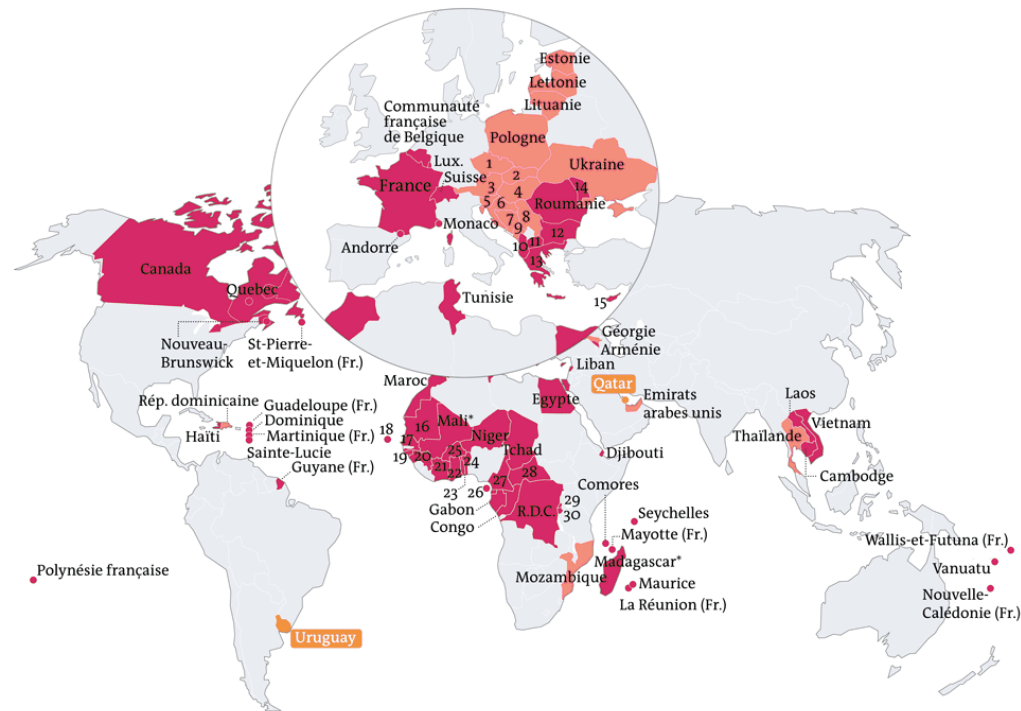 Estonie
Lettonie
Lituanie
Communauté
française
de Belgique
Pologne
Lux.
Suisse
France
Ukraine
1
2
3
4
5
6
7
8
9
10
11
12
13
14
15
Roumanie
Monaco
Andorre
Tunisie
Canada
Quebec
Nouveau-
Brunswick
St-Pierre-
et-Miquelon (Fr.)
Géorgie
Arménie
Liban
Maroc
Qatar
Egypte
Emirats
arabes unis
Rép. dominicaine
Haïti
Guadeloupe (Fr.)
Dominique
Martinique (Fr.)
Sainte-Lucie
Guyane (Fr.)
16
Mali*
Niger
Tchad
17
18
19
20
21
22
23
24
25
26
27
28
29
30
Gabon
Congo
R.D.C.
Djibouti
Comores
Seychelles
Mayotte (Fr.)
Madagascar*
Mozambique
Maurice
La Réunion (Fr.)
Laos
Vietnam
Thaïlande
Cambodge
Wallis-et-Futuna (Fr.)
Vanuatu
Nouvelle-
Calédonie (Fr.)
Polynésie française
Uruguay